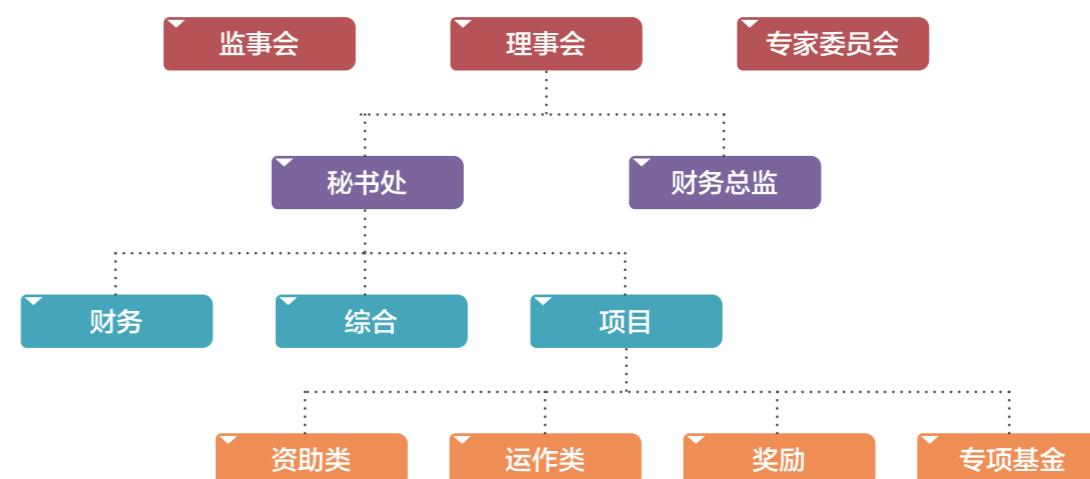 监事会
理事会
专家委员会
秘书处
财务总监
财务
综合
项目
资助类
运作类
奖励
专项基金